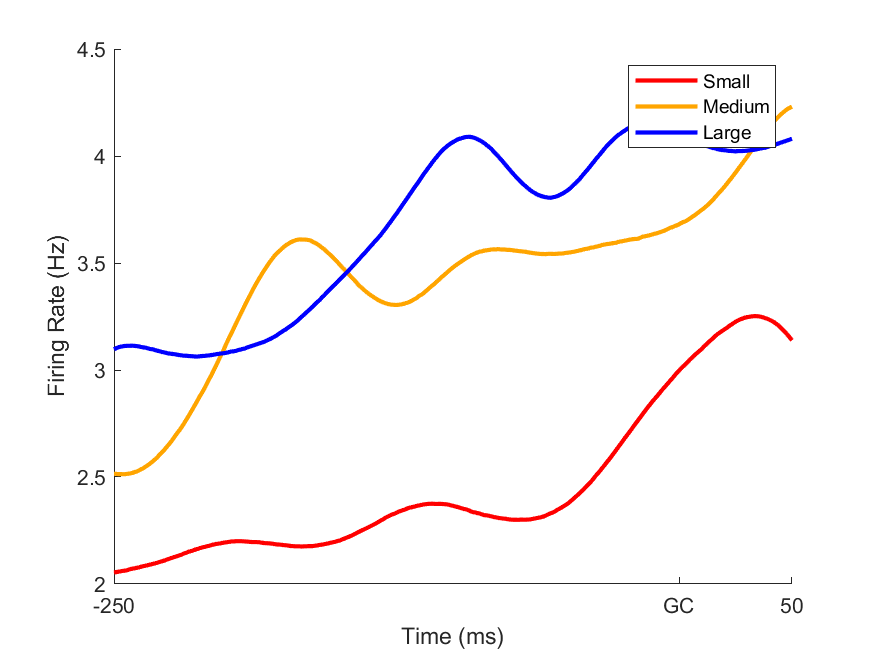 4.5
4
3.5
3
2.5
2
Firing Rate (Hz)
Small
Medium
Large
-250
GC
50
Time (ms)